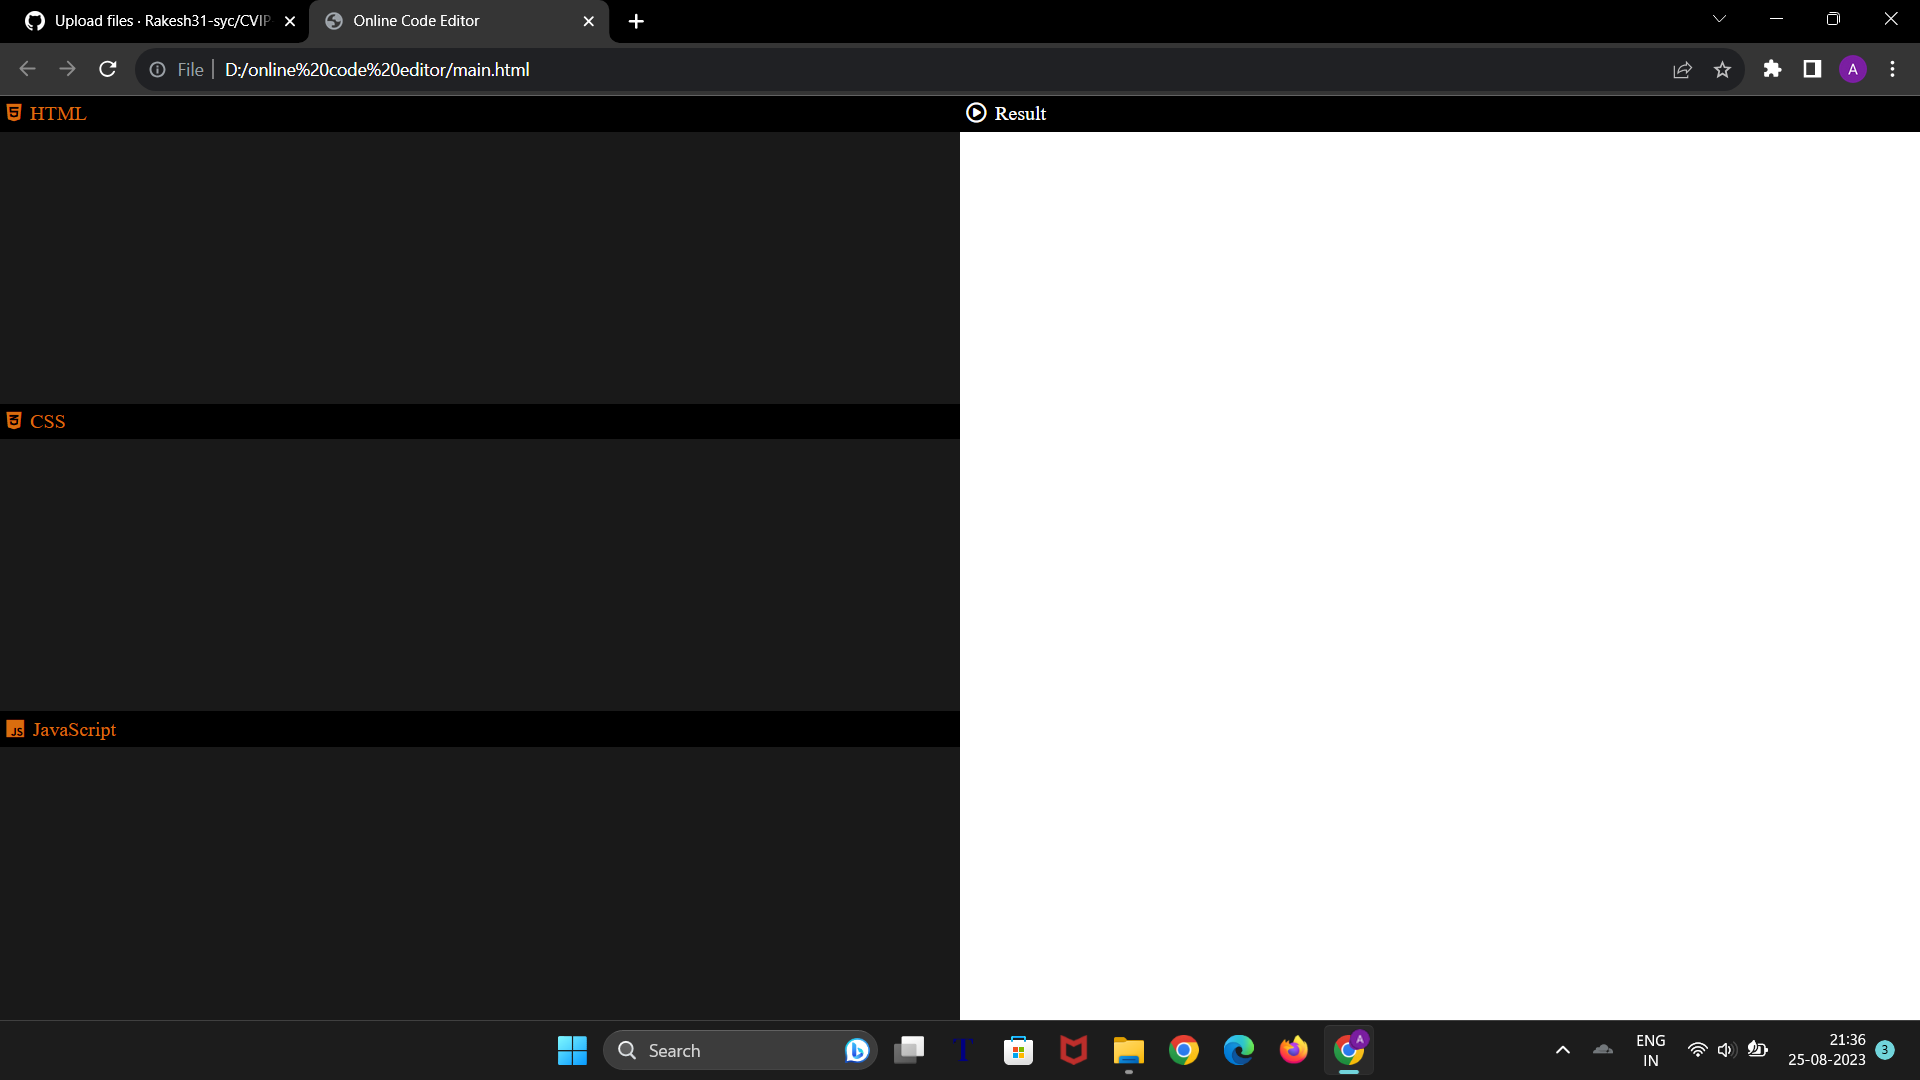 Upload files · Rakesh31-syc/CVIP
Online Code Editor
File
D:/online%20code%20editor/main.html
A
HTML
Result
CSS
JS JavaScript
Search
T
A
ENG
IN
21:36
25-08-2023
3